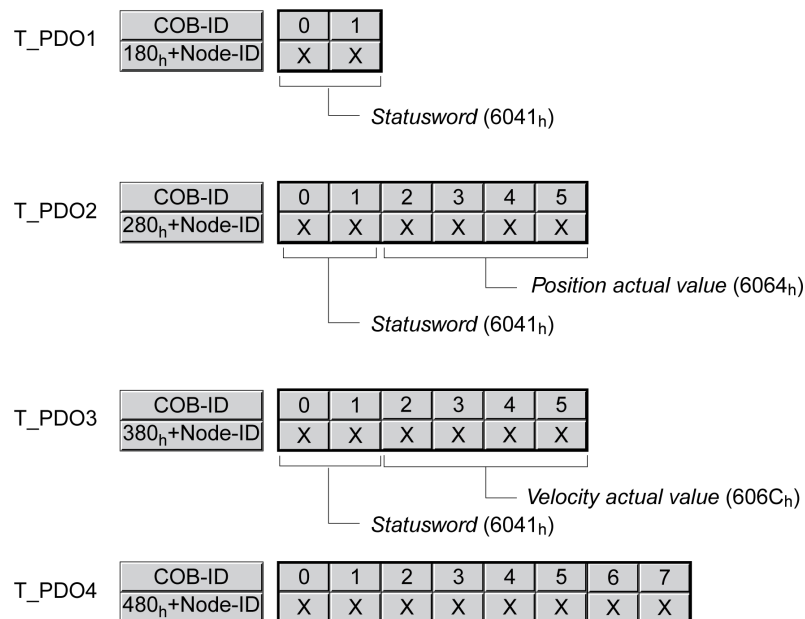 T_PDO1
COB-ID 0 1
180h+Node-ID X X
Statusword (6041h)
T_PDO2
COB-ID 0 1 2 3 4 5
280h+Node-ID X X X X X X
Position actual value (6064h)
Statusword (6041h)
T_PDO3
COB-ID 0 1 2 3 4 5
380h+Node-ID X X X X X X
Velocity actual value (606Ch)
Statusword (6041h)
T_PDO4
COB-ID 0 1 2 3 4 5 6 7
480h+Node-ID X X X X X X X X